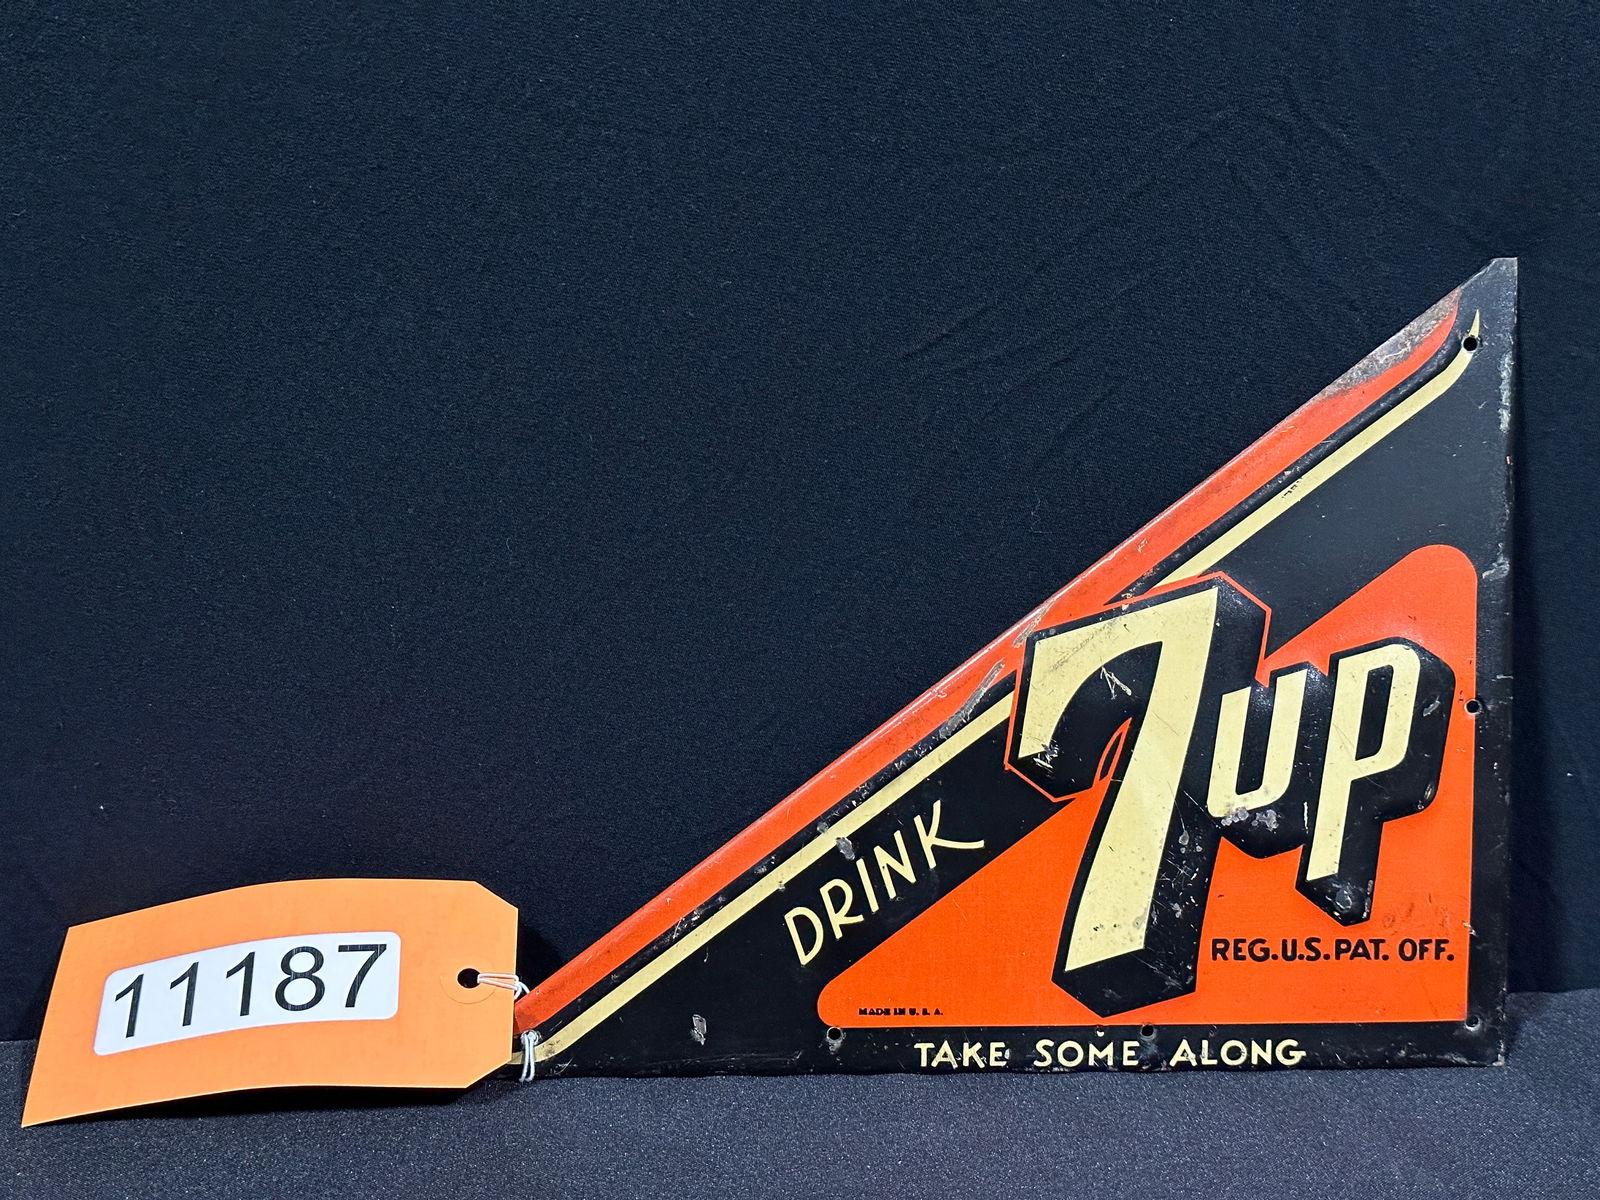 DRINK
7up
REG.U.S.PAT. OFF.
MADE IN U.S.A.
TAKE SOME ALONG
11187